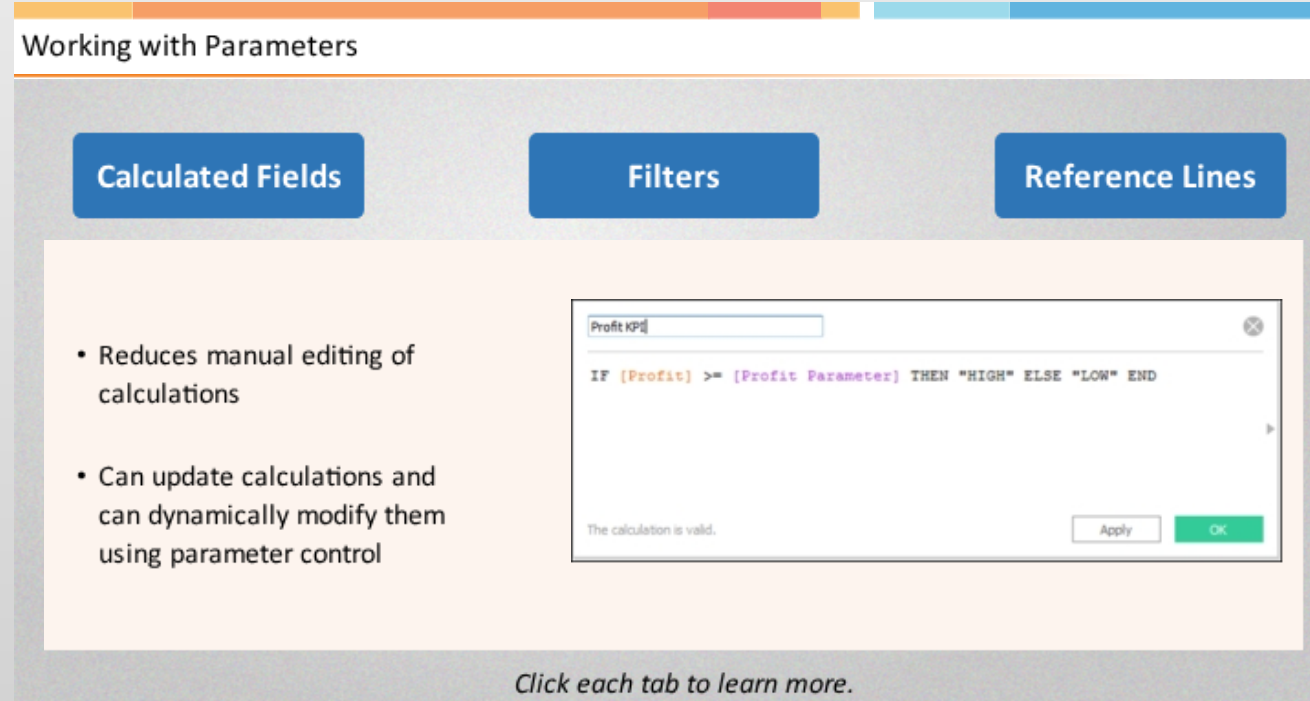 Working with Parameters
Calculated Fields
Filters
Reference Lines
• Reduces manual editing of
calculations
• Can update calculations and
can dynamically modify them
using parameter control
Profit KPI
IF [Profit] >= [Profit Parameter] THEN "HIGH" ELSE "LOW" END
The calculation is valid.
Apply
OK
Click each tab to learn more.